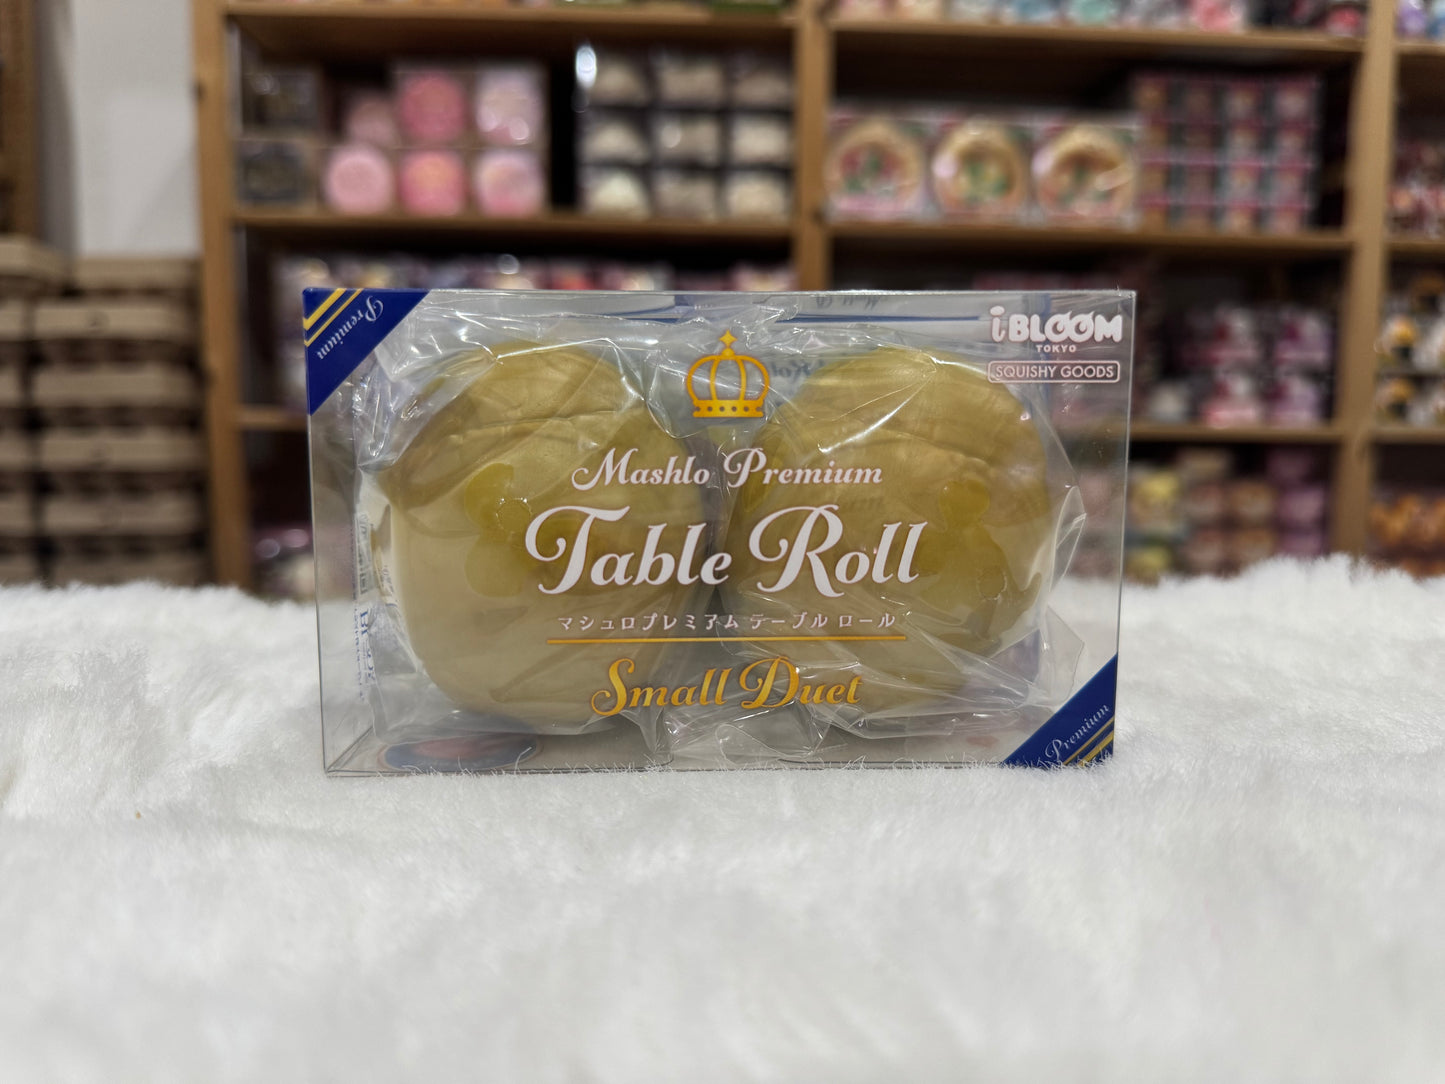 Premium
iBLOOM
TOKYO
SQUISHY GOODS
Mashlo Premium
Table Roll
マシュロプレミアム テーブル ロール
Small Duet
Premium